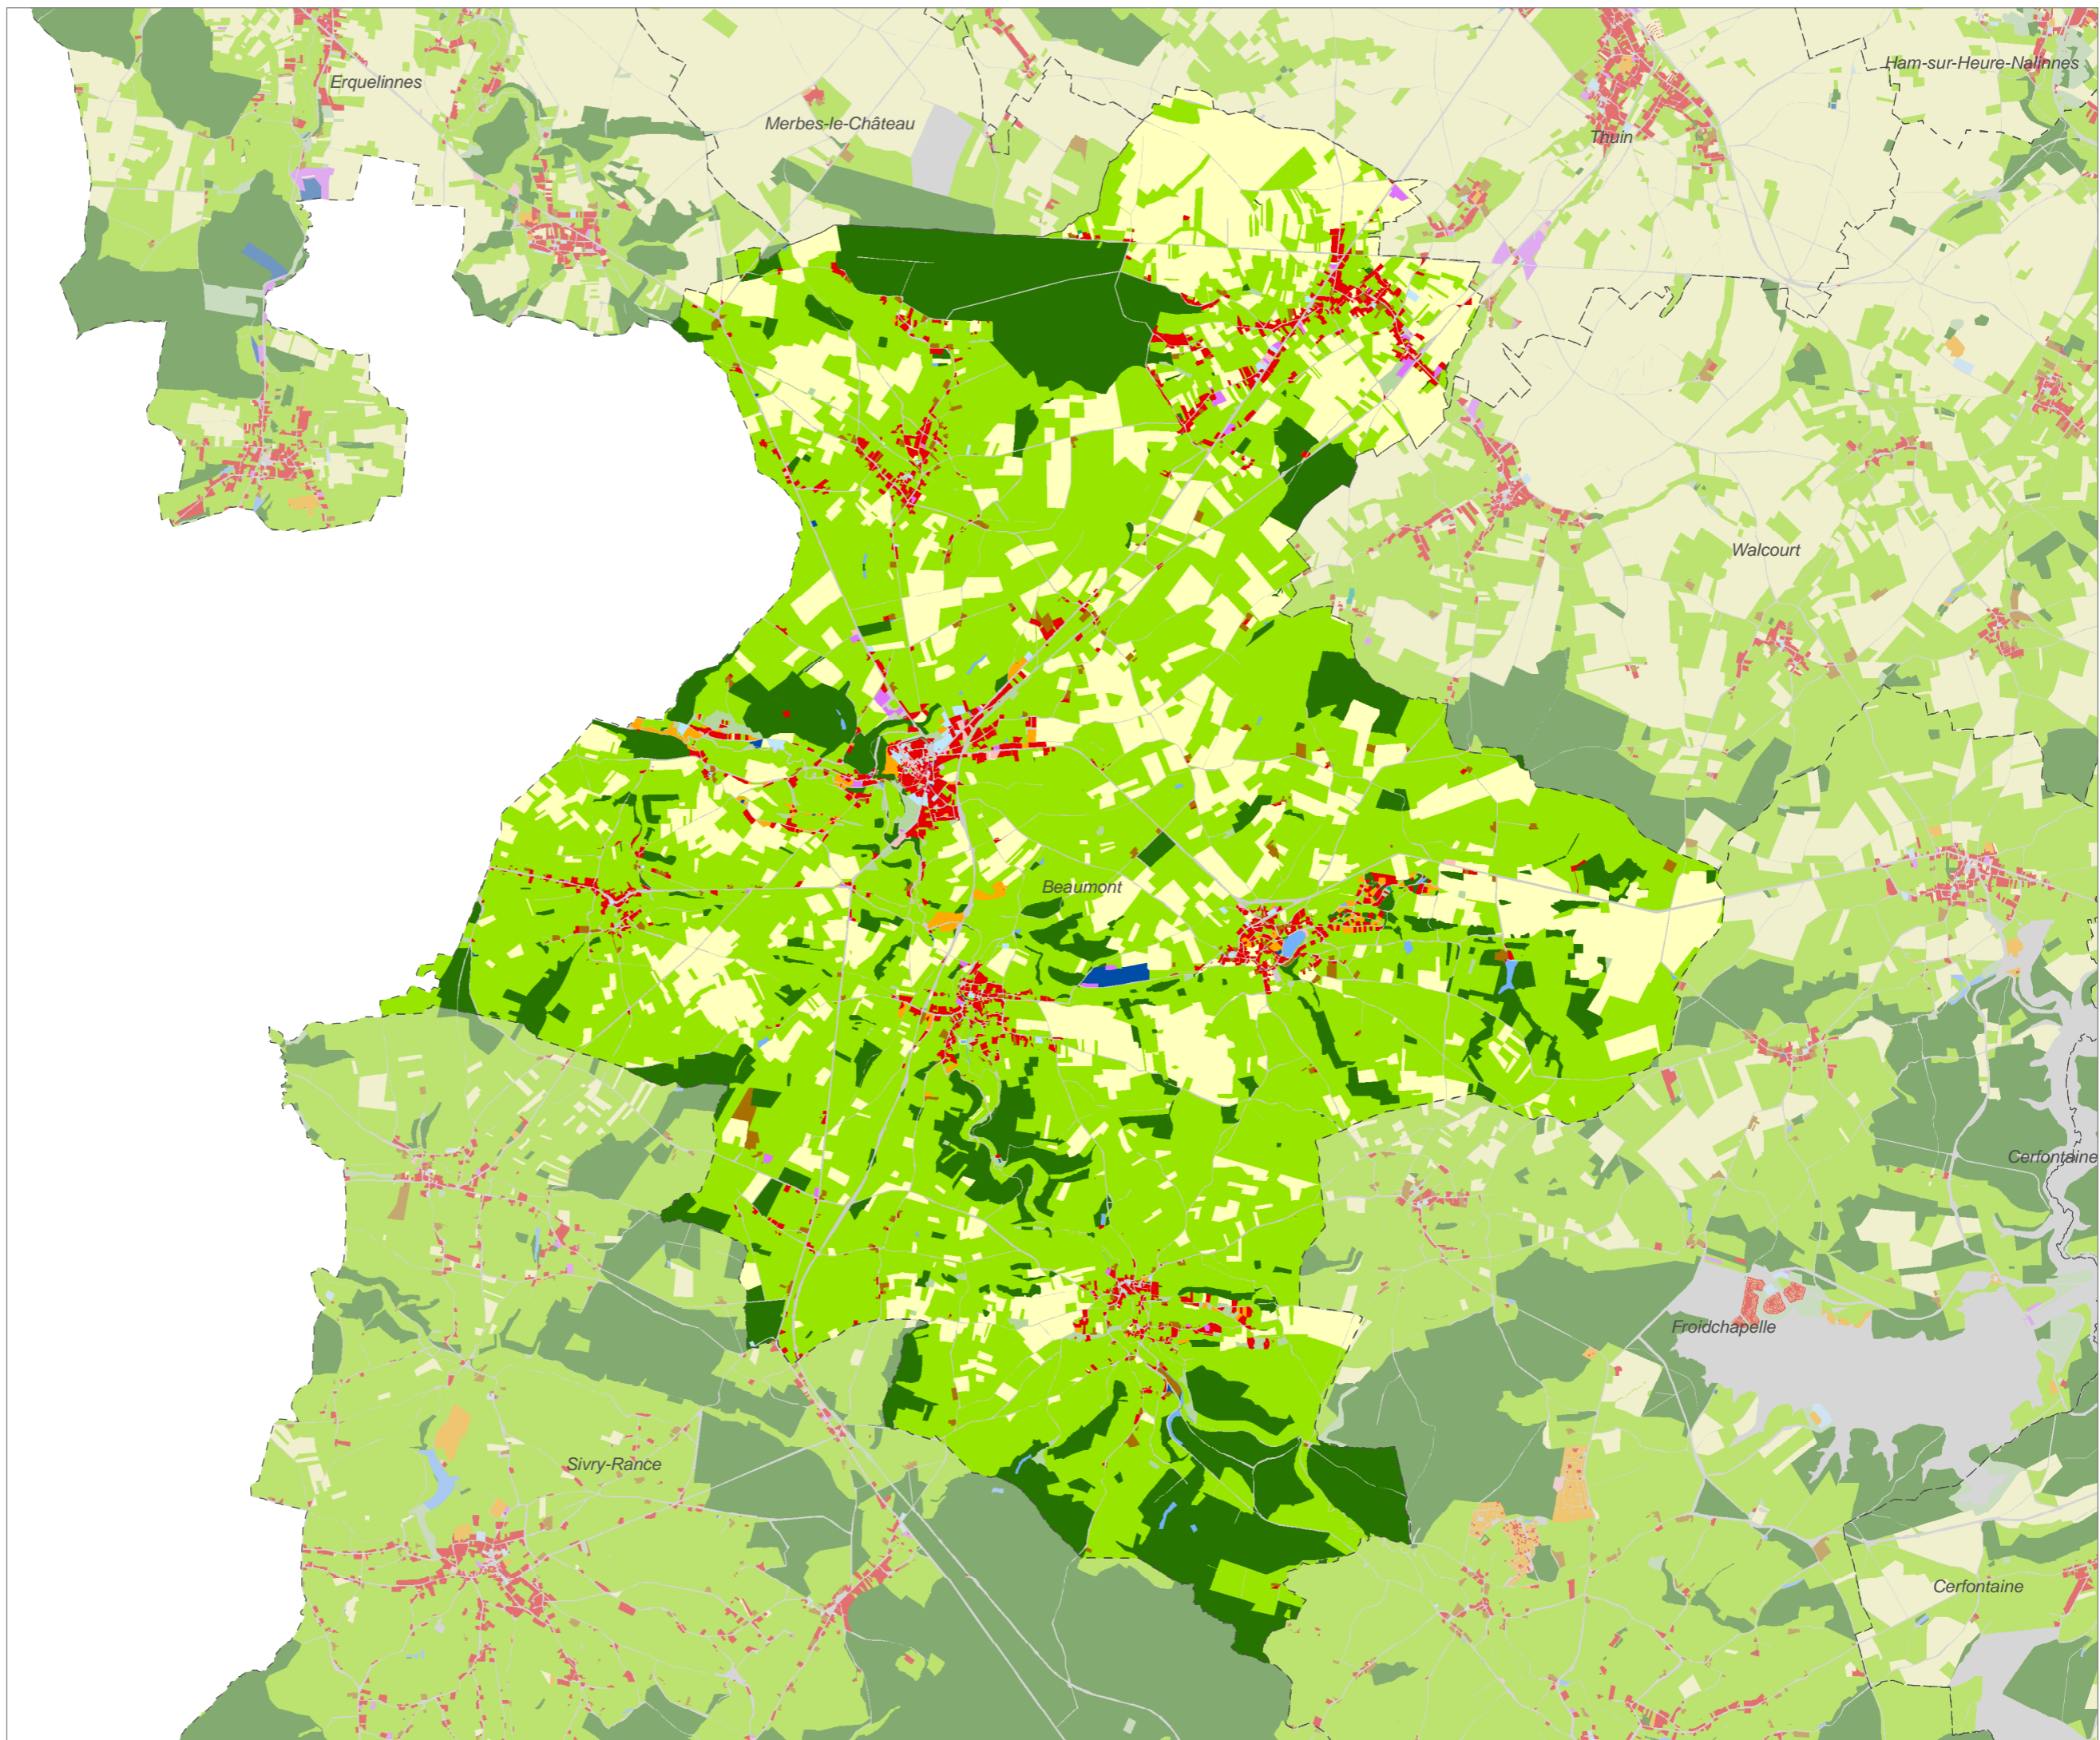 Ham-sur-Heure-Nalinnes
Erquelinnes
Merbes-le-Château
Thuin
Walcourt
Beaumont
Cerfontaine
Froidchapelle
Sivry-Rance
Cerfontaine